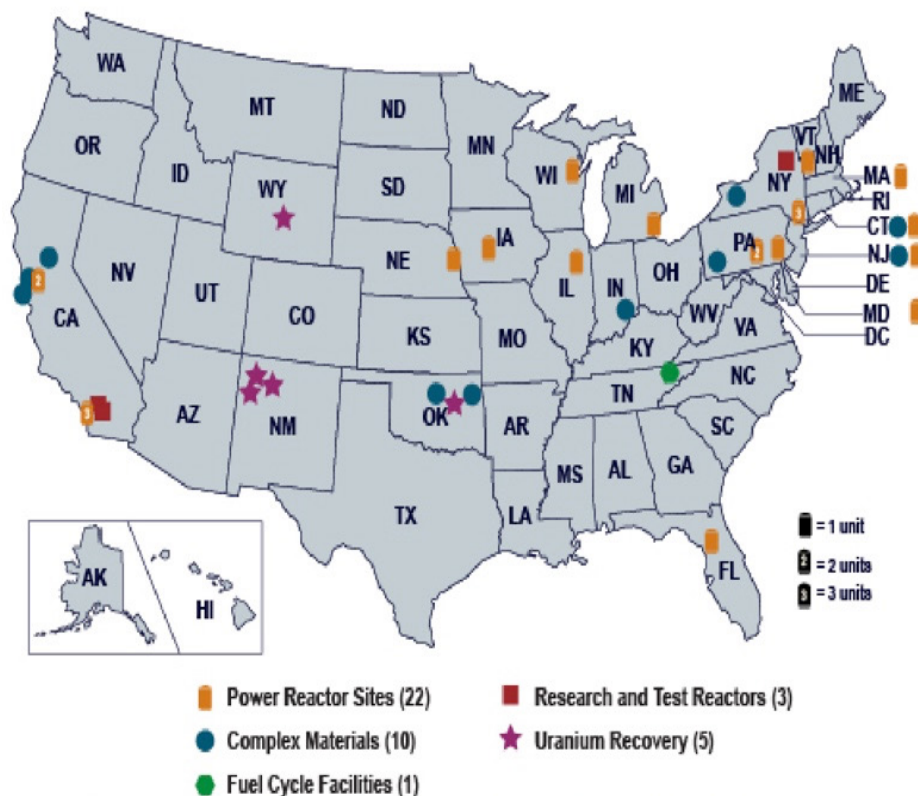 WA
MT
ND
MN
ME
VT
NH
OR
ID
WY
SD
WI
MI
NY
MA
RI
CT
NJ
DE
MD
DC
NV
UT
CO
NE
IA
IL
IN
OH
PA
2
3
CA
2
3
KS
MO
KY
WV
VA
AZ
NM
OK
AR
TN
NC
SC
TX
LA
MS
AL
GA
FL
AK
HI
= 1 unit
2 = 2 units
3 = 3 units
Power Reactor Sites (22)
Research and Test Reactors (3)
Complex Materials (10)
Uranium Recovery (5)
Fuel Cycle Facilities (1)